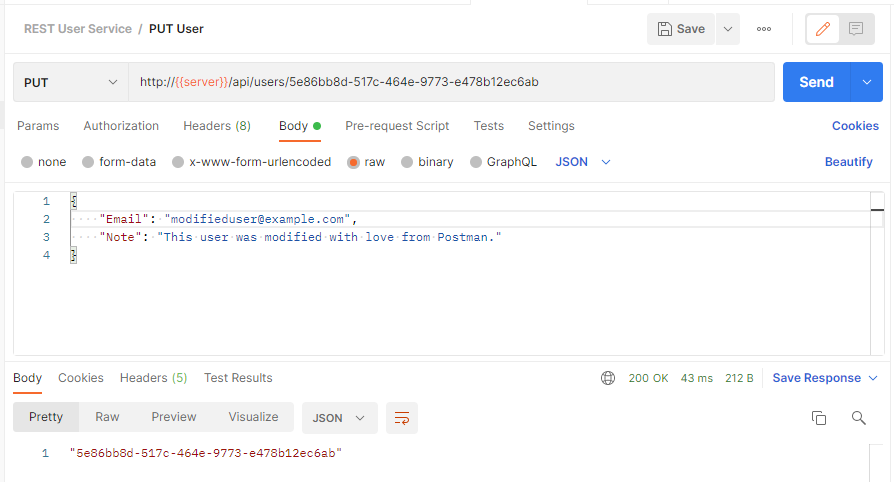 REST User Service / PUT User
Save
PUT
http://{{server}}/api/users/5e86bb8d-517c-464e-9773-e478b12ec6ab
Send
Params Authorization Headers (8) Body Pre-request Script Tests Settings Cookies
none form-data x-www-form-urlencoded raw binary GraphQL JSON Beautify
1 {
2 "Email": "modifieduser@example.com",
3 "Note": "This user was modified with love from Postman."
4 }
Body Cookies Headers (5) Test Results 200 OK 43 ms 212 B Save Response
Pretty Raw Preview Visualize JSON
1 "5e86bb8d-517c-464e-9773-e478b12ec6ab"